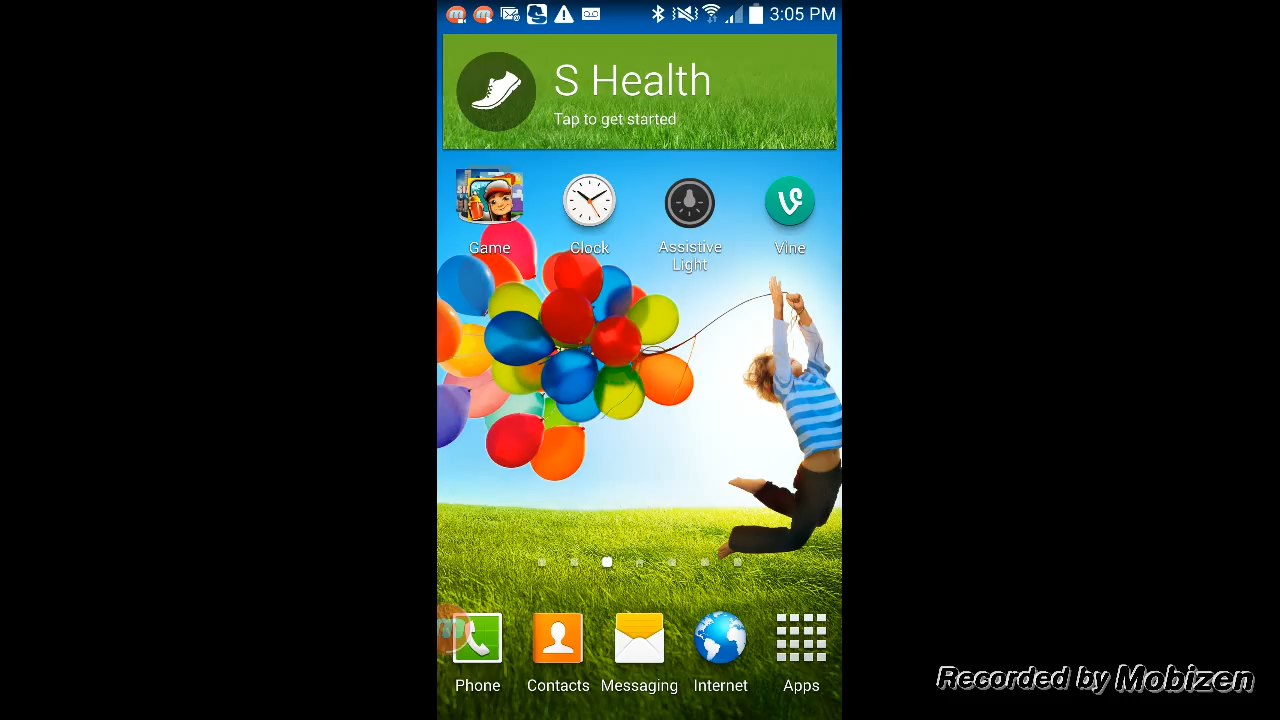 3:05 PM
S Health
Tap to get started
Game
Clock
Assistive
Light
Vine
Phone
Contacts
Messaging
Internet
Apps
Recorded by Mobizen